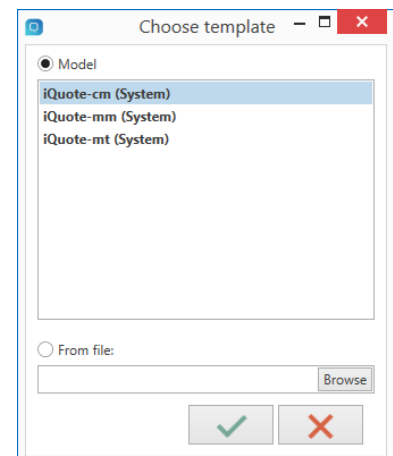 Choose template
Model
iQuote-cm (System)
iQuote-mm (System)
iQuote-mt (System)
From file:
Browse